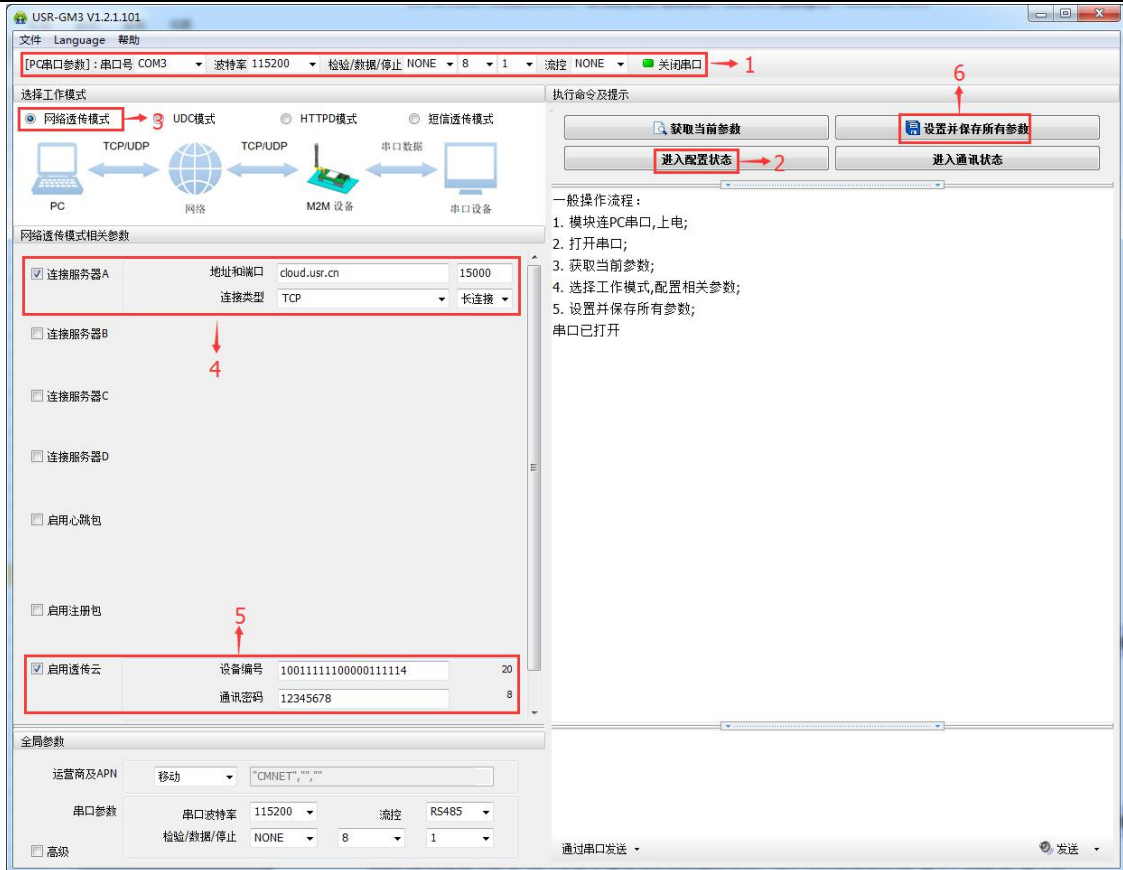 USR-GM3 V1.2.1.101
文件 Language 帮助
[PC串口参数]:串口号 COM3 波特率 115200 检验/数据/停止 NONE 8 1 流控 NONE 关闭串口 1
选择工作模式
网络透传模式 3 UDC模式 HTTPD模式 短信透传模式
TCP/UDP TCP/UDP 串口数据
PC 网络 M2M 设备 串口设备
网络透传模式相关参数
连接服务器A 地址和端口 cloud.usr.cn 15000
连接类型 TCP 长连接
4
连接服务器B
连接服务器C
连接服务器D
启用心跳包
启用注册包
5
启用透传云 设备编号 10011111100000111114 20
通讯密码 12345678 8
全局参数
运营商及APN 移动 "CMNET","",""
串口参数 串口波特率 115200 流控 RS485
检验/数据/停止 NONE 8 1
高级
执行命令及提示
6
获取当前参数 设置并保存所有参数
进入配置状态 2 进入通讯状态
一般操作流程:
1. 模块连PC串口,上电;
2. 打开串口;
3. 获取当前参数;
4. 选择工作模式,配置相关参数;
5. 设置并保存所有参数;
串口已打开
通过串口发送 发送